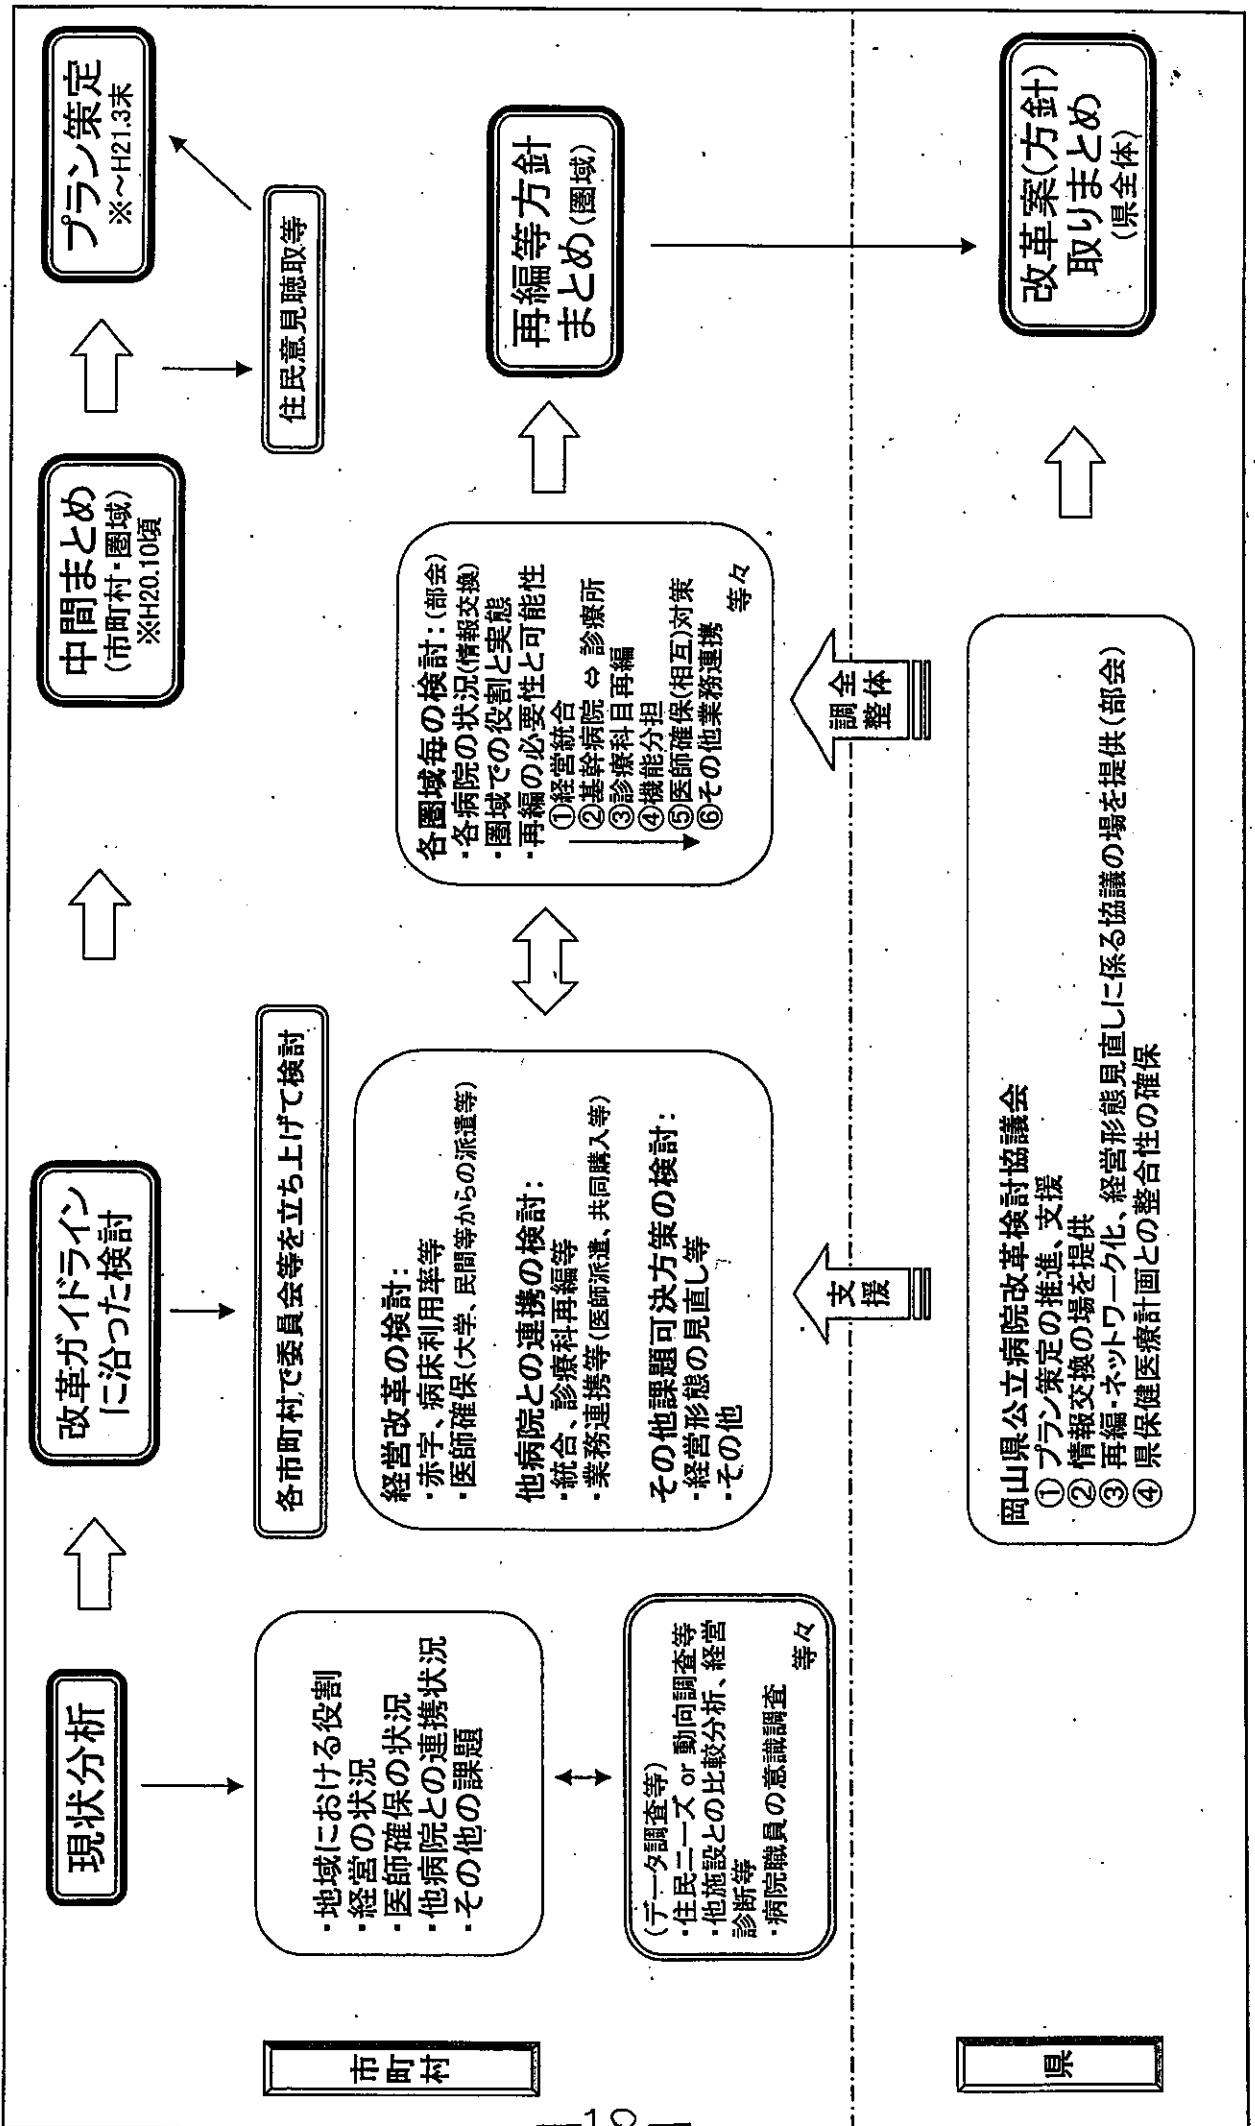 現状分析
改革ガイドライン
に沿った検討
中間まとめ
(市町村・圏域)
※H20.10頃
プラン策定
※～H21.3末
市町村
・地域における役割
・経営の状況
・医師確保の状況
・他病院との連携状況
・その他の課題
(データ調査等)
・住民ニーズ or 動向調査等
・他施設との比較分析、経営
診断等
・病院職員の意識調査
等々
各市町村で委員会等を立ち上げて検討
経営改革の検討:
・赤字、病床利用率等
・医師確保(大学、民間等からの派遣等)
他病院との連携の検討:
・統合、診療科再編等
・業務連携等(医師派遣、共同購入等)
その他課題可決方策の検討:
・経営形態の見直し等
・その他
各圏域毎の検討:(部会)
・各病院の状況(情報交換)
・圏域での役割と実態
・再編の必要性と可能性
①経営統合
②基幹病院 ⇔ 診療所
③診療科目再編
④機能分担
⑤医師確保(相互)対策
⑥その他業務連携
等々
住民意見聴取等
再編等方針
まとめ(圏域)
支援
全体
調整
県
岡山県公立病院改革検討協議会
① プラン策定の推進、支援
② 情報交換の場を提供
③ 再編・ネットワーク化、経営形態見直しに係る協議の場を提供(部会)
④ 県保健医療計画との整合性の確保
改革案(方針)
取りまとめ
(県全体)
—10—